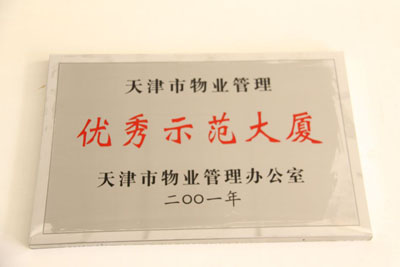 天津市物业管理
优秀示范大厦
天津市物业管理办公室
二〇〇一年